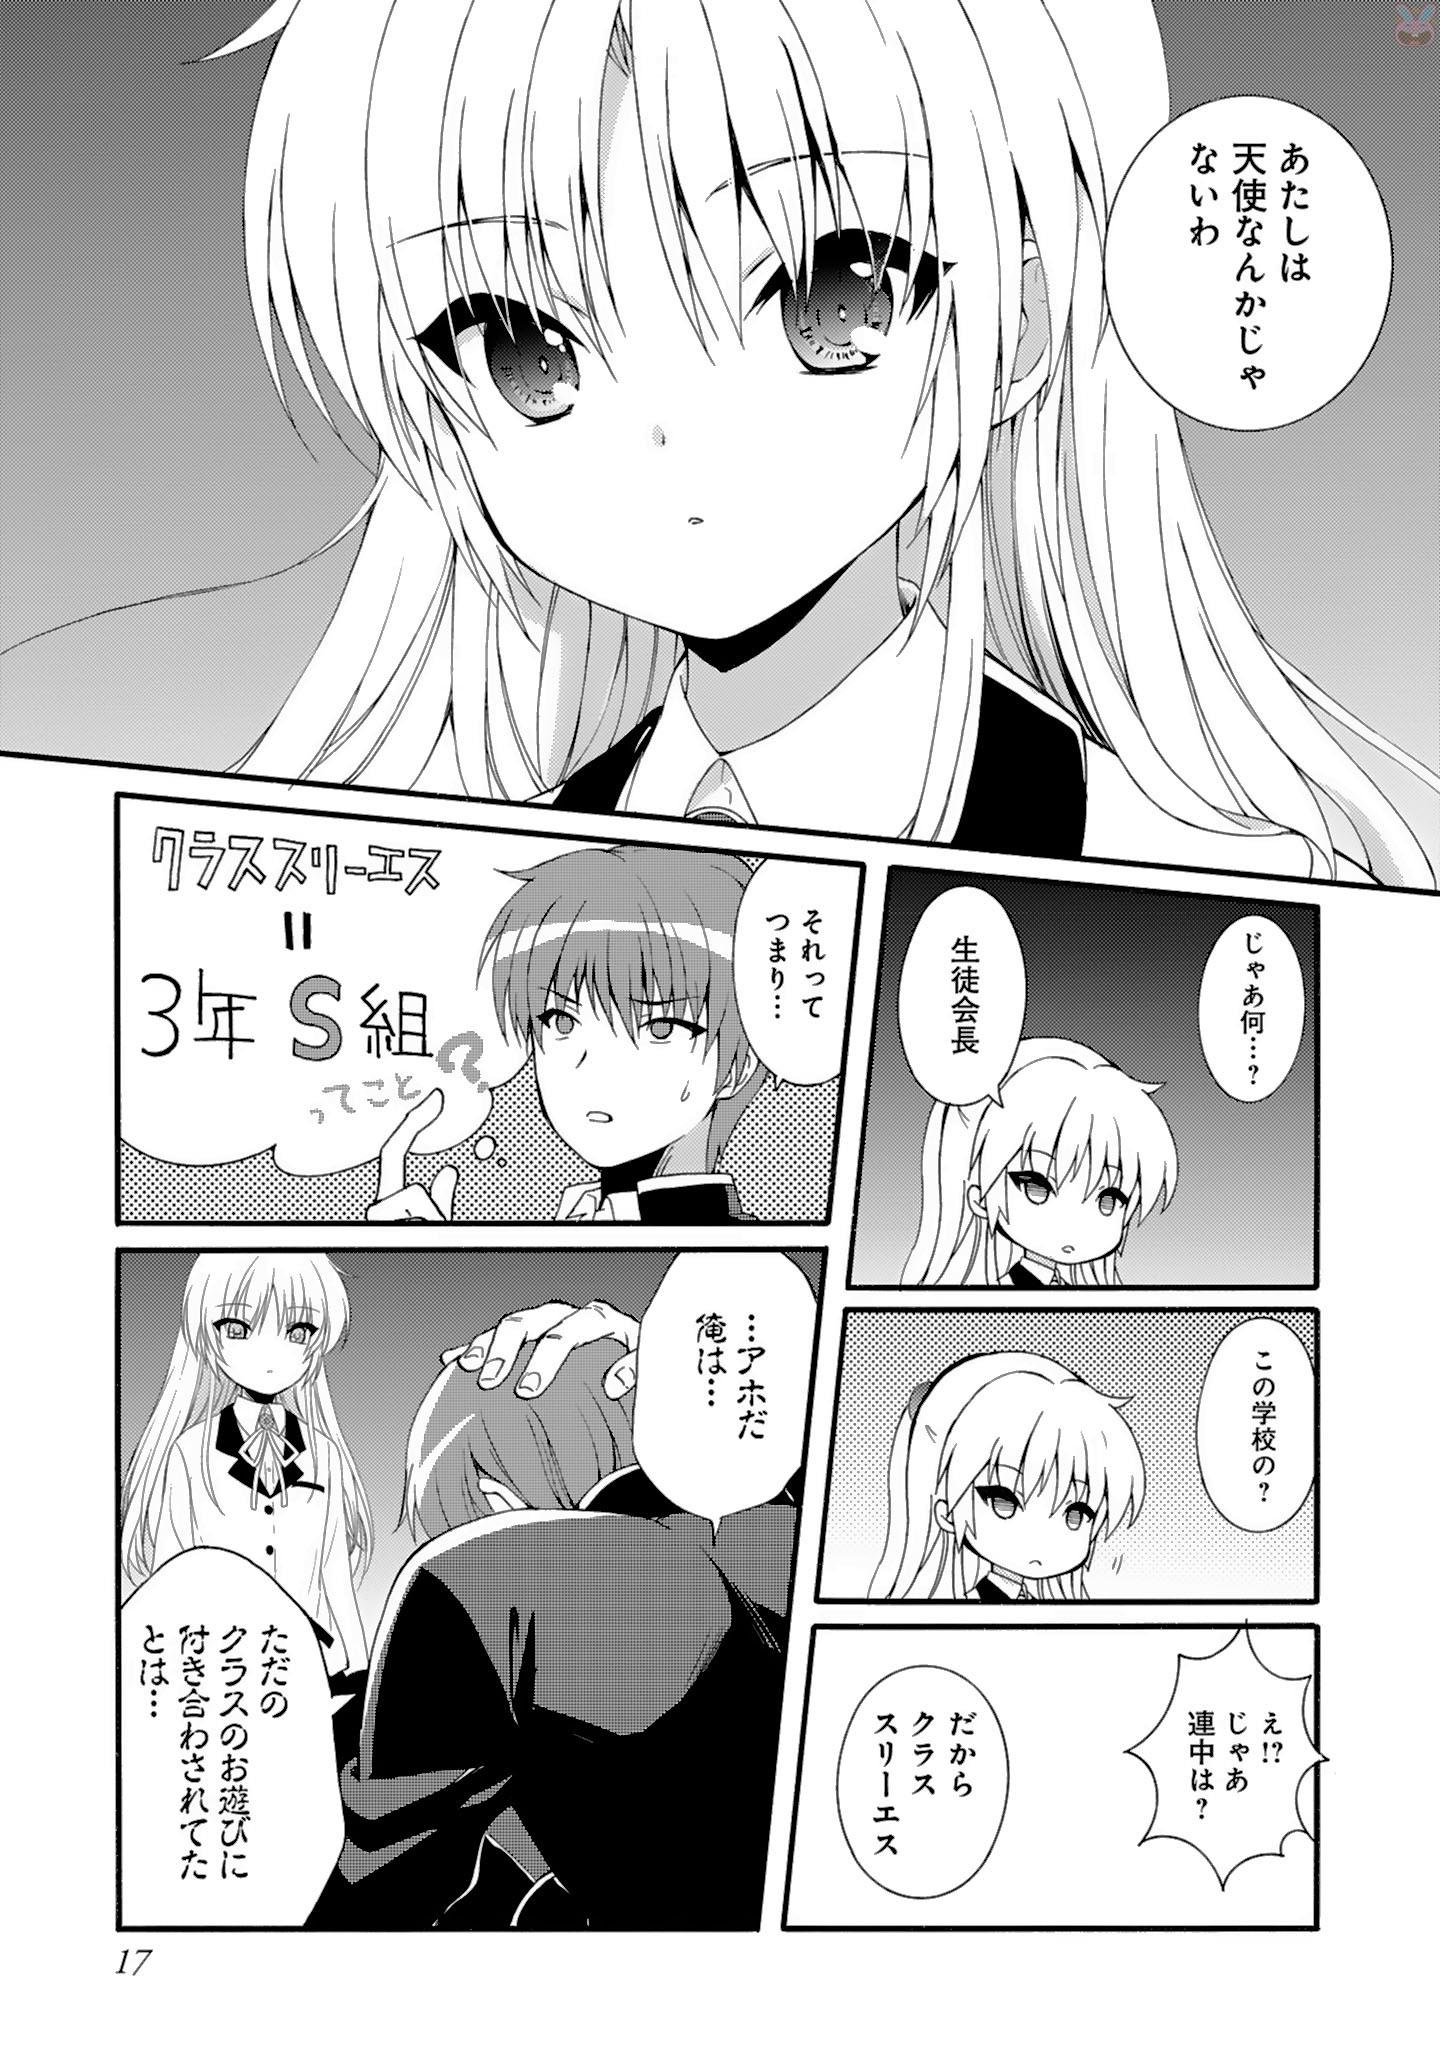 あたしは
天使なんかじゃ
ないわ
じゃあ何…?
生徒会長
この学校の?
え!?
じゃあ
連中は?
だから
クラス
スリーエス
それって
つまり…
クラススリーエス
=
3年S組
ってこと?
…アホだ
俺は…
ただの
クラスのお遊びに
付き合わされてた
とは…
17